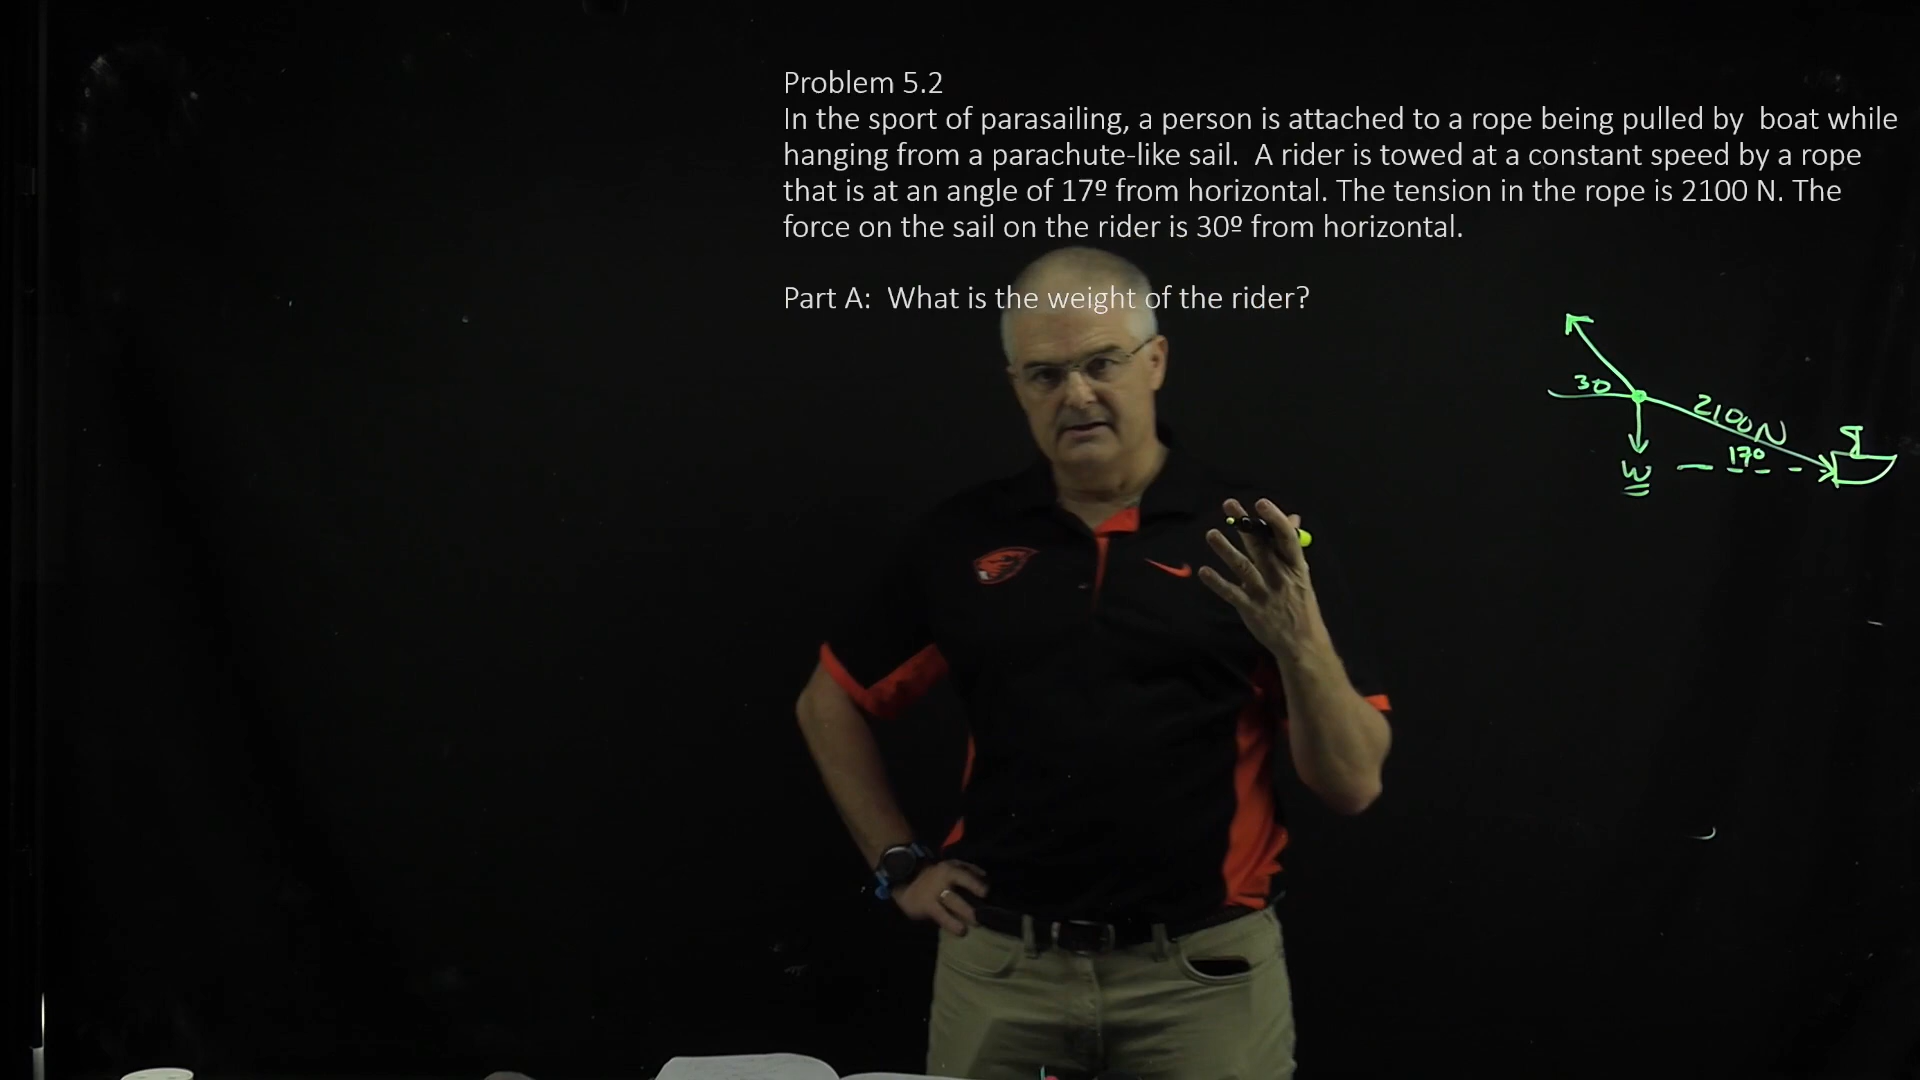 Problem 5.2
In the sport of parasailing, a person is attached to a rope being pulled by  boat while
hanging from a parachute-like sail.  A rider is towed at a constant speed by a rope
that is at an angle of 17º from horizontal. The tension in the rope is 2100 N. The
force on the sail on the rider is 30º from horizontal.
Part A:  What is the weight of the rider?
30
2100N
17º
W